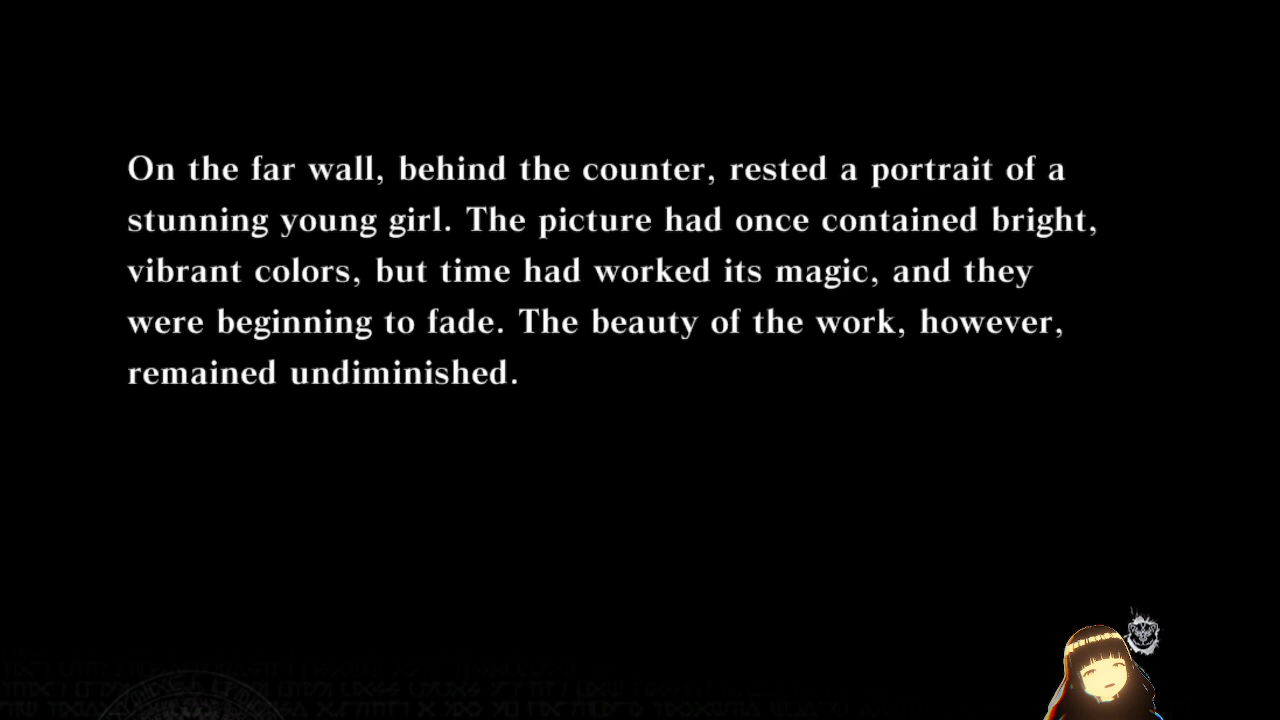 On the far wall, behind the counter, rested a portrait of a
stunning young girl. The picture had once contained bright,
vibrant colors, but time had worked its magic, and they
were beginning to fade. The beauty of the work, however,
remained undiminished.